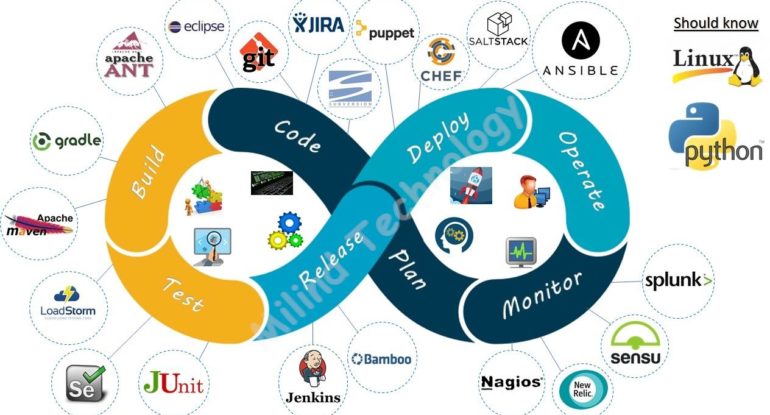 Should know
Linux
python
eclipse
git
JIRA
puppet
SALTSTACK
ANSIBLE
apache
ANT
SUBVERSION
CHEF
gradle
Apache
maven
Code
Deploy
Build
Operate
Test
Release
Plan
Monitor
Milind Technology
LoadStorm
Se
JUnit
Jenkins
Bamboo
Nagios
New
Relic.
sensu
splunk>